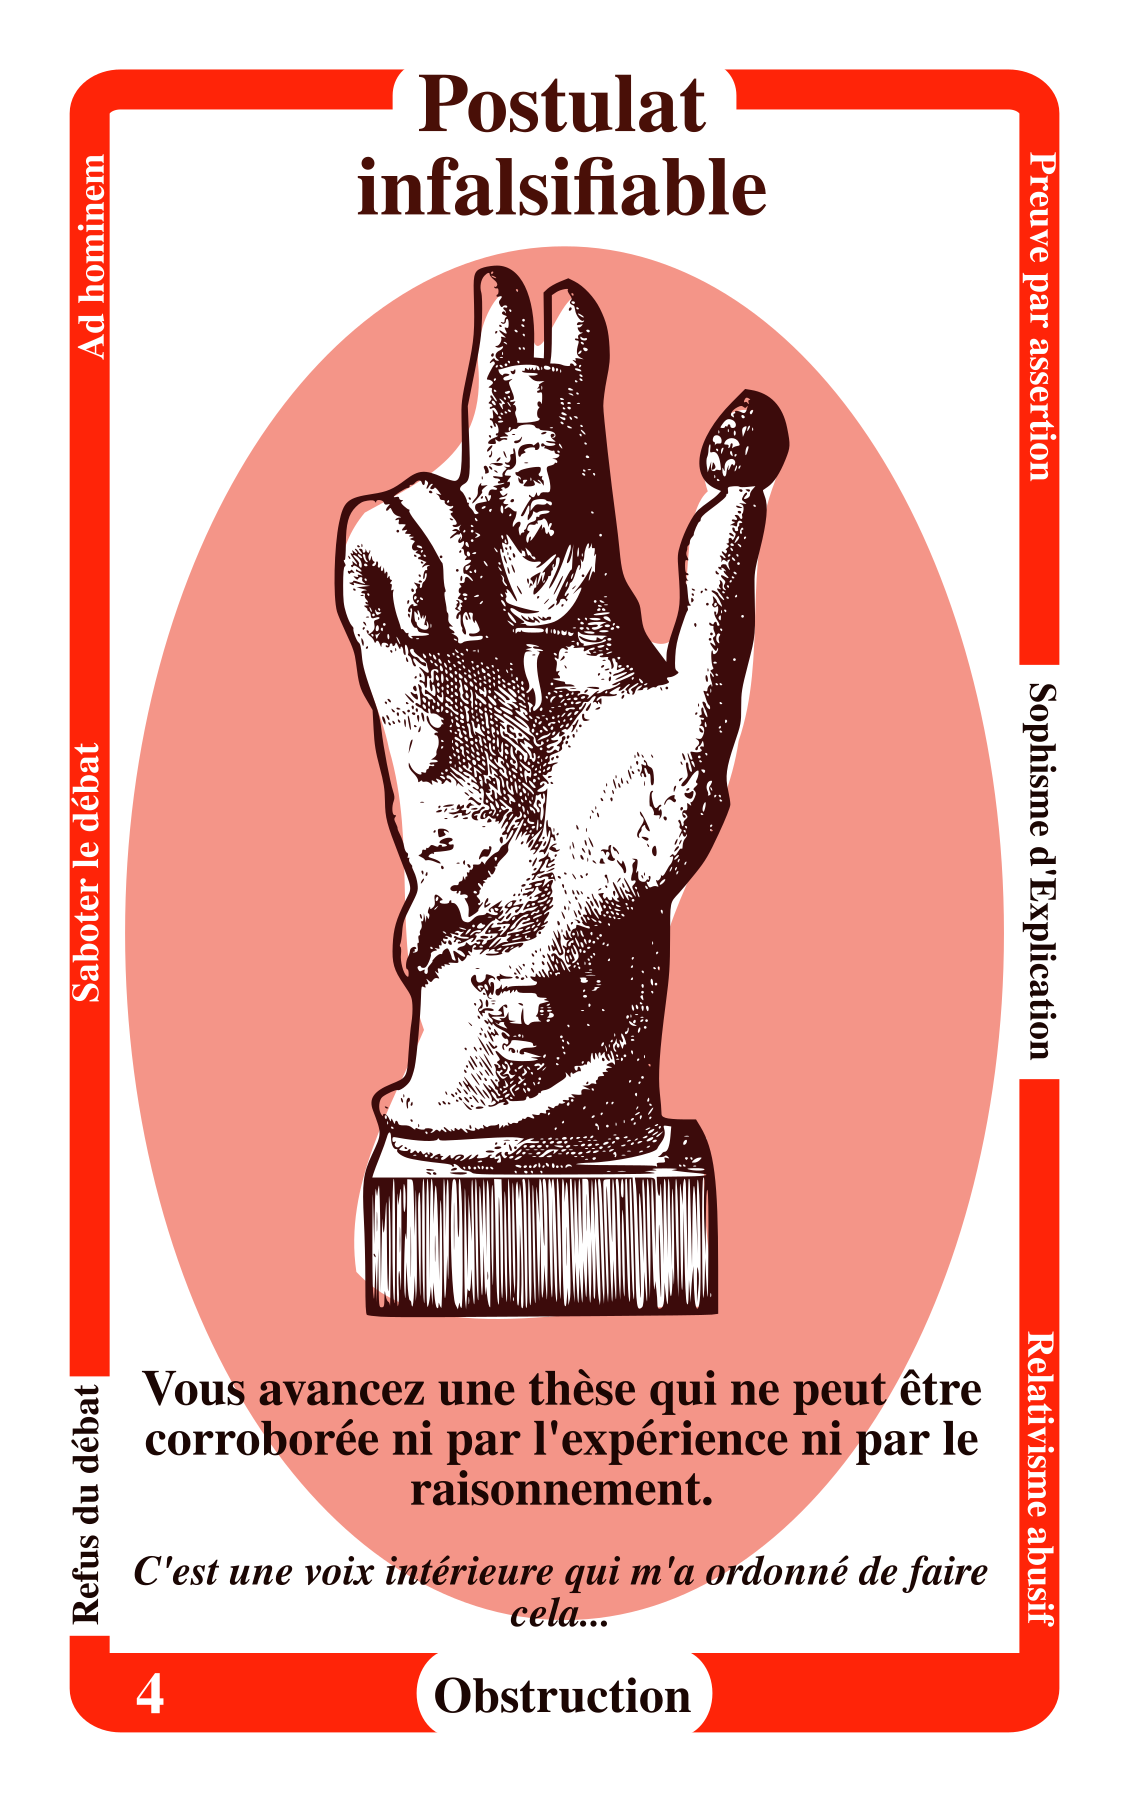 Postulat
infalsifiable
Ad hominem
Saboter le débat
Refus du débat
Preuve par assertion
Sophisme d'Explication
Relativisme abusif
Vous avancez une thèse qui ne peut être
corroborée ni par l'expérience ni par le
raisonnement.
C'est une voix intérieure qui m'a ordonné de faire
cela...
4
Obstruction